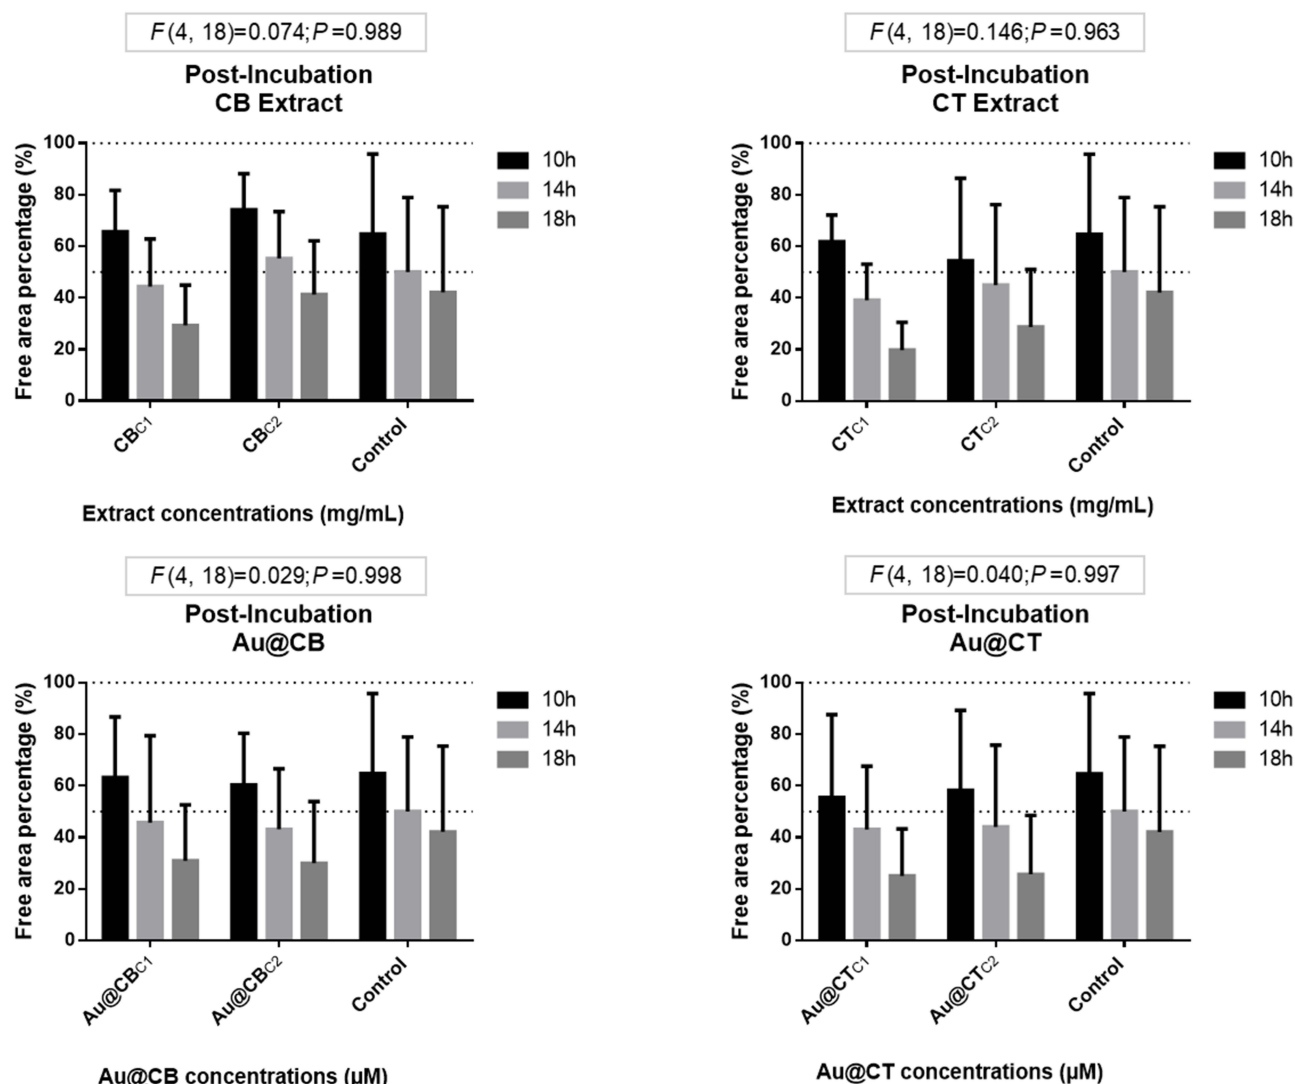 F(4, 18)=0.074;P=0.989
Post-Incubation
CB Extract
Free area percentage (%)
100
80
60
40
20
0
10h
14h
18h
CBC1
CBC2
Control
Extract concentrations (mg/mL)
F(4, 18)=0.146;P=0.963
Post-Incubation
CT Extract
Free area percentage (%)
100
80
60
40
20
0
10h
14h
18h
CTC1
CTC2
Control
Extract concentrations (mg/mL)
F(4, 18)=0.029;P=0.998
Post-Incubation
Au@CB
Free area percentage (%)
100
80
60
40
20
0
10h
14h
18h
Au@CBC1
Au@CBC2
Control
Au@CB concentrations (µM)
F(4, 18)=0.040;P=0.997
Post-Incubation
Au@CT
Free area percentage (%)
100
80
60
40
20
0
10h
14h
18h
Au@CTC1
Au@CTC2
Control
Au@CT concentrations (µM)